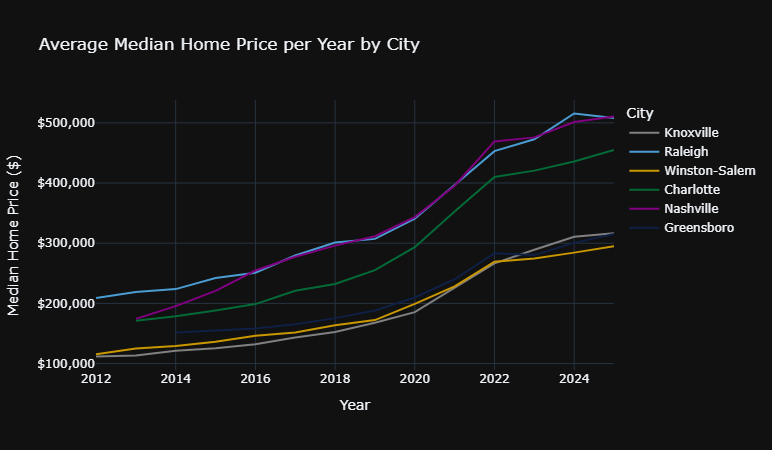 Average Median Home Price per Year by City
Median Home Price ($)
$500,000
$400,000
$300,000
$200,000
$100,000
2012 2014 2016 2018 2020 2022 2024
Year
City
Knoxville
Raleigh
Winston-Salem
Charlotte
Nashville
Greensboro